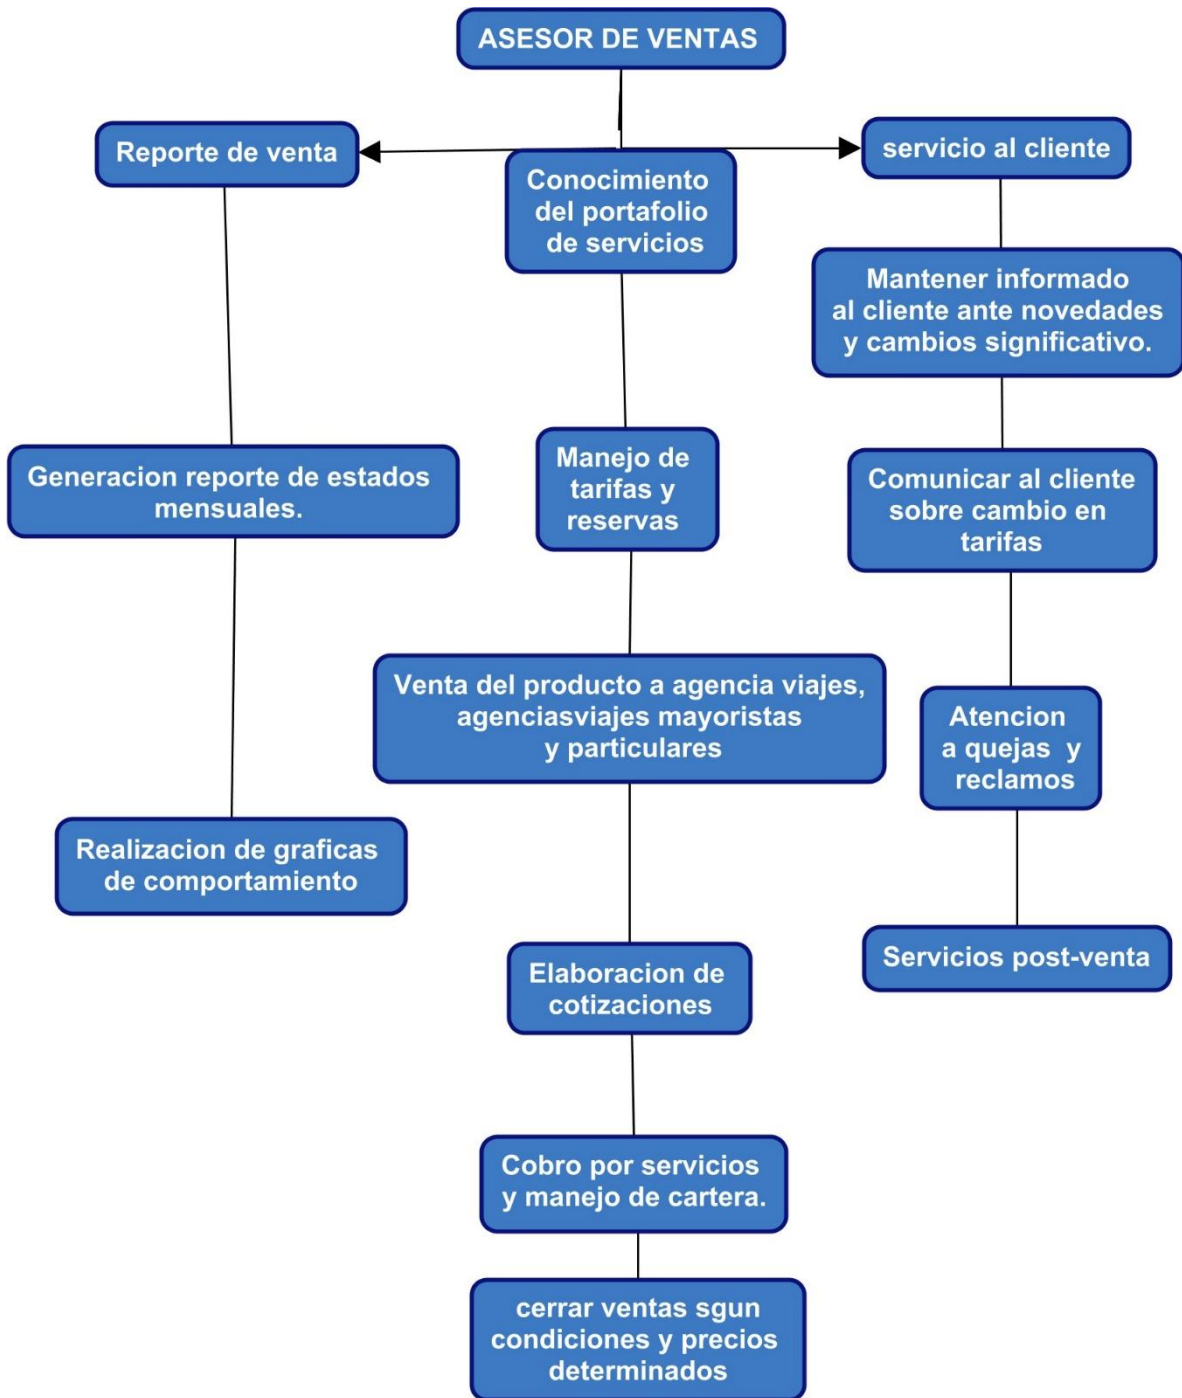 ASESOR DE VENTAS
Reporte de venta
Conocimiento
del portafolio
de servicios
servicio al cliente
Mantener informado
al cliente ante novedades
y cambios significativo.
Generacion reporte de estados
mensuales.
Manejo de
tarifas y
reservas
Comunicar al cliente
sobre cambio en
tarifas
Venta del producto a agencia viajes,
agenciasviajes mayoristas
y particulares
Atencion
a quejas y
reclamos
Realizacion de graficas
de comportamiento
Elaboracion de
cotizaciones
Servicios post-venta
Cobro por servicios
y manejo de cartera.
cerrar ventas sgun
condiciones y precios
determinados